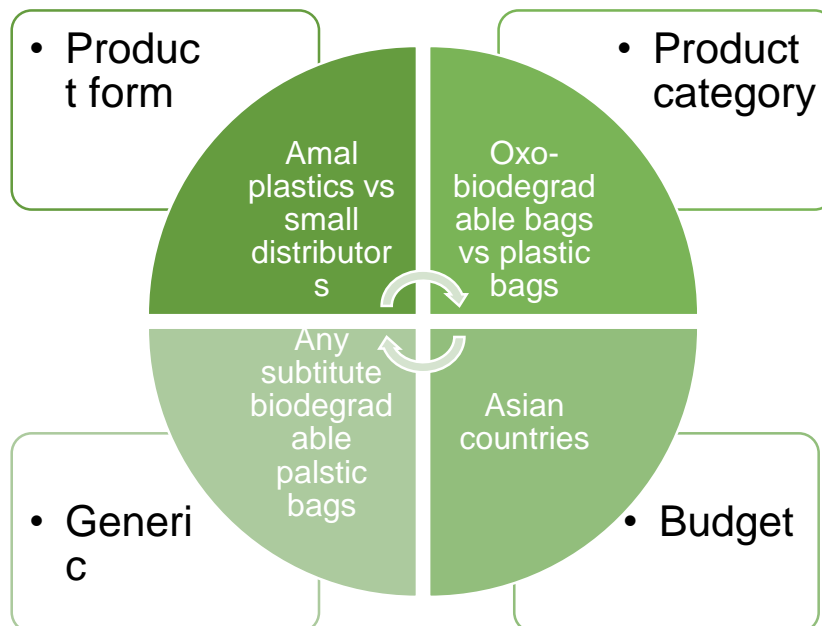 • Produc
t form
• Product
category
Amal
plastics vs
small
distributor
s
Oxo-
biodegrad
able bags
vs plastic
bags
Any
subtitute
biodegrad
able
palstic
bags
Asian
countries
• Generi
c
• Budget